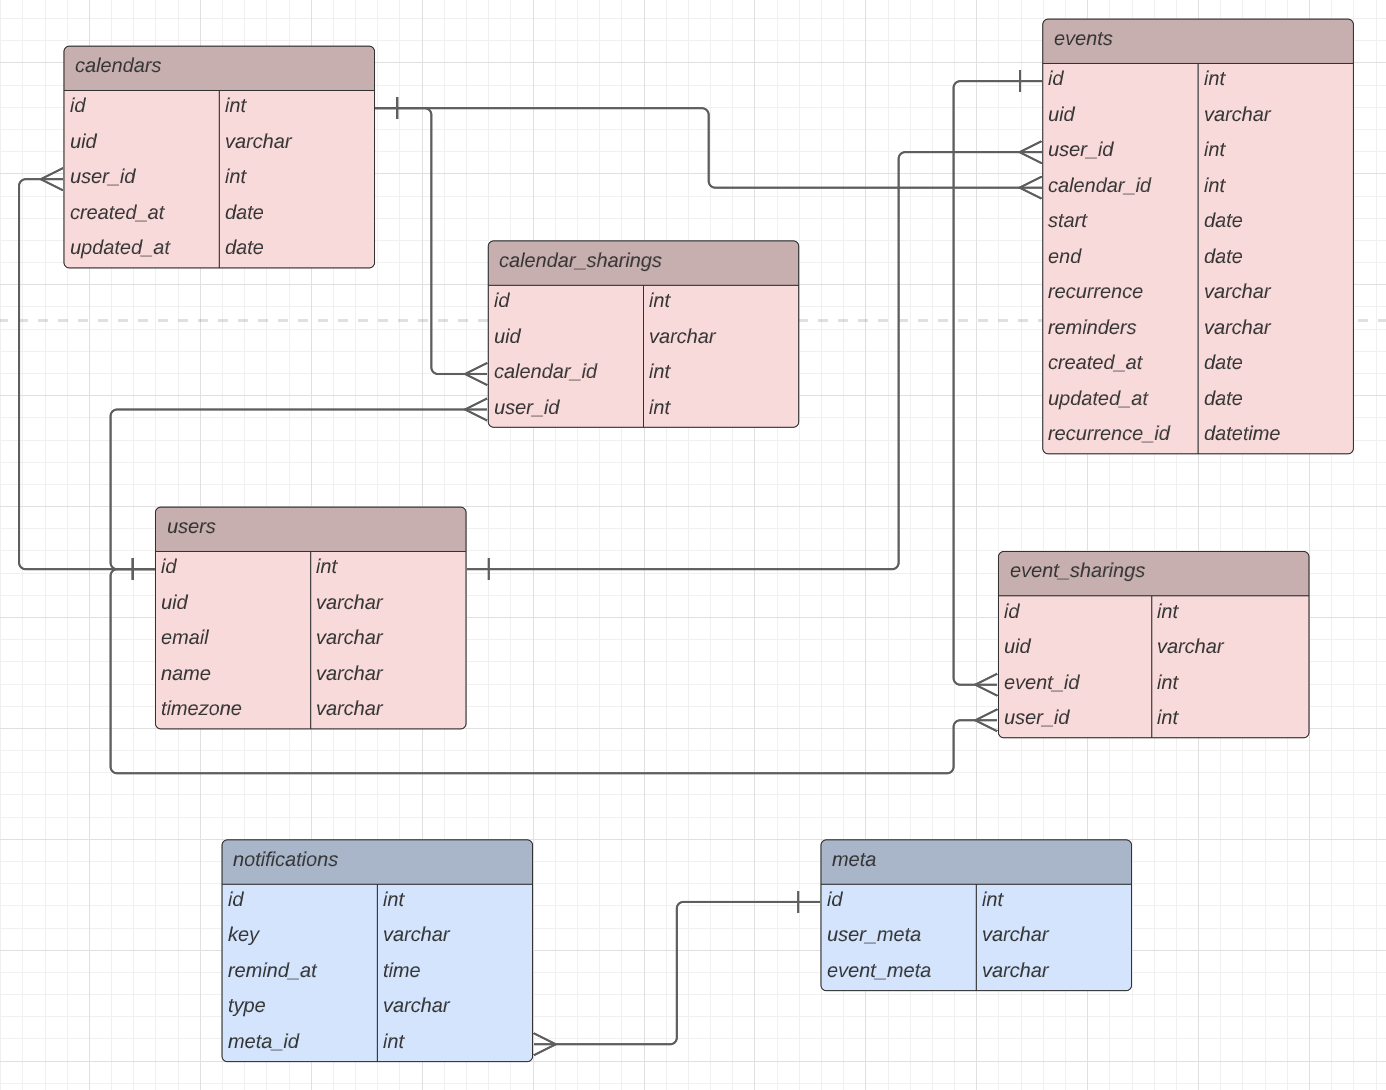 calendars
id int
uid varchar
user_id int
created_at date
updated_at date
events
id int
uid varchar
user_id int
calendar_id int
start date
end date
recurrence varchar
reminders varchar
created_at date
updated_at date
recurrence_id datetime
calendar_sharings
id int
uid varchar
calendar_id int
user_id int
users
id int
uid varchar
email varchar
name varchar
timezone varchar
event_sharings
id int
uid varchar
event_id int
user_id int
notifications
id int
key varchar
remind_at time
type varchar
meta_id int
meta
id int
user_meta varchar
event_meta varchar